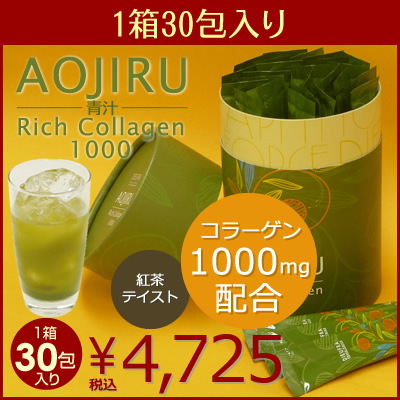 1箱30包入り
AOJIRU
青汁
Rich Collagen
1000
コラーゲン
1000mg
配合
紅茶
テイスト
1箱
30包
入り
¥4,725
税込